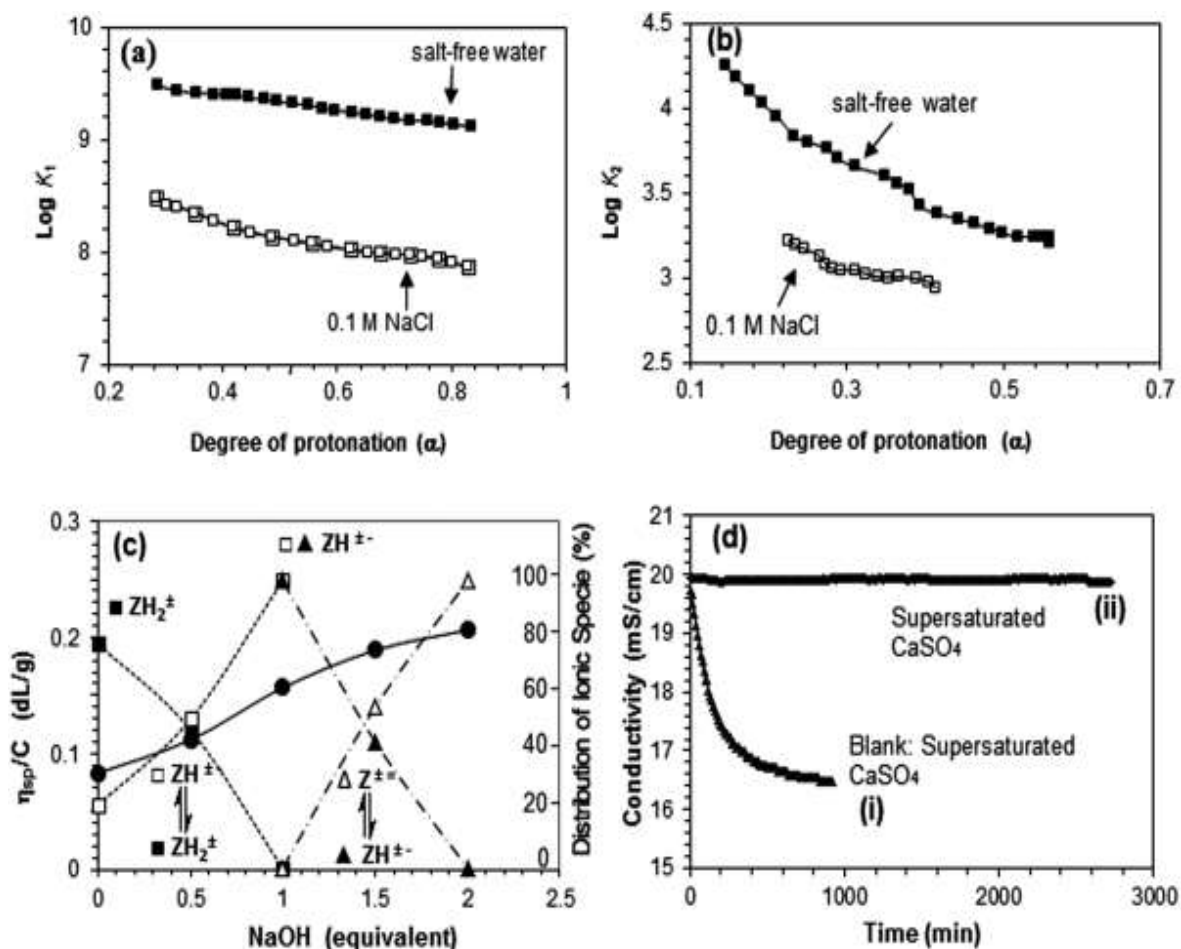 (a)
salt-free water
0.1 M NaCl
Log K₁
10
9
8
7
0.2
0.4
0.6
0.8
1
Degree of protonation (α)
(b)
salt-free water
0.1 M NaCl
Log K₂
4.5
4
3.5
3
2.5
0.1
0.3
0.5
0.7
Degree of protonation (α)
(c)
□▲ ZH±-
■ ZH₂±
□ ZH±-
■ ZH₂±
△ Z±=
▲ ZH±-
ηsp/C (dL/g)
0.3
0.2
0.1
0
Distribution of Ionic Specie (%)
100
80
60
40
20
0
0
0.5
1
1.5
2
2.5
NaOH (equivalent)
(d)
(ii)
Supersaturated
CaSO₄
Blank: Supersaturated
CaSO₄
(i)
Conductivity (mS/cm)
21
20
19
18
17
16
15
0
1000
2000
3000
Time (min)